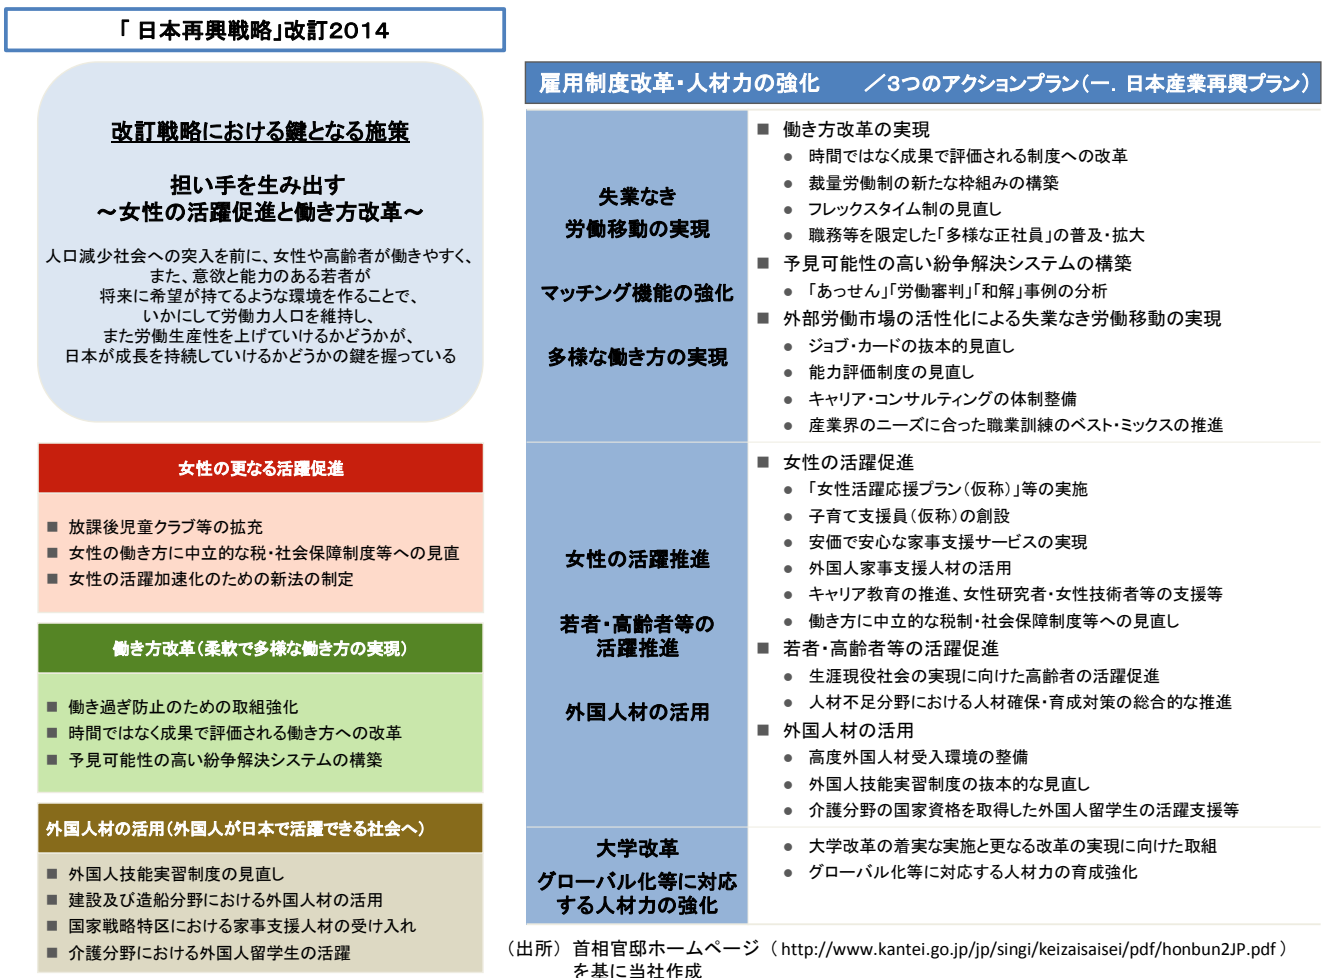 「 日本再興戦略」改訂２０１４
改訂戦略における鍵となる施策
担い手を生み出す
～女性の活躍促進と働き方改革～
人口減少社会への突入を前に、女性や高齢者が働きやすく、
また、意欲と能力のある若者が
将来に希望が持てるような環境を作ることで、
いかにして労働力人口を維持し、
また労働生産性を上げていけるかどうかが、
日本が成長を持続していけるかどうかの鍵を握っている
女性の更なる活躍促進
■ 放課後児童クラブ等の拡充
■ 女性の働き方に中立的な税・社会保障制度等への見直
■ 女性の活躍加速化のための新法の制定
働き方改革（柔軟で多様な働き方の実現）
■ 働き過ぎ防止のための取組強化
■ 時間ではなく成果で評価される働き方への改革
■ 予見可能性の高い紛争解決システムの構築
外国人材の活用（外国人が日本で活躍できる社会へ）
■ 外国人技能実習制度の見直し
■ 建設及び造船分野における外国人材の活用
■ 国家戦略特区における家事支援人材の受け入れ
■ 介護分野における外国人留学生の活躍
雇用制度改革・人材力の強化　／３つのアクションプラン（一．日本産業再興プラン）
失業なき
労働移動の実現
マッチング機能の強化
多様な働き方の実現
■ 働き方改革の実現
● 時間ではなく成果で評価される制度への改革
● 裁量労働制の新たな枠組みの構築
● フレックスタイム制の見直し
● 職務等を限定した「多様な正社員」の普及・拡大
■ 予見可能性の高い紛争解決システムの構築
● 「あっせん」「労働審判」「和解」事例の分析
■ 外部労働市場の活性化による失業なき労働移動の実現
● ジョブ・カードの抜本的見直し
● 能力評価制度の見直し
● キャリア・コンサルティングの体制整備
● 産業界のニーズに合った職業訓練のベスト・ミックスの推進
女性の活躍推進
若者・高齢者等の
活躍推進
外国人材の活用
■ 女性の活躍促進
● 「女性活躍応援プラン（仮称）」等の実施
● 子育て支援員（仮称）の創設
● 安価で安心な家事支援サービスの実現
● 外国人家事支援人材の活用
● キャリア教育の推進、女性研究者・女性技術者等の支援等
● 働き方に中立的な税制・社会保障制度等への見直し
■ 若者・高齢者等の活躍促進
● 生涯現役社会の実現に向けた高齢者の活躍促進
● 人材不足分野における人材確保・育成対策の総合的な推進
■ 外国人材の活用
● 高度外国人材受入環境の整備
● 外国人技能実習制度の抜本的な見直し
● 介護分野の国家資格を取得した外国人留学生の活躍支援等
大学改革
グローバル化等に対応
する人材力の強化
● 大学改革の着実な実施と更なる改革の実現に向けた取組
● グローバル化等に対応する人材力の育成強化
（出所） 首相官邸ホームページ （ http://www.kantei.go.jp/jp/singi/keizaisaisei/pdf/honbun2JP.pdf ）
を基に当社作成